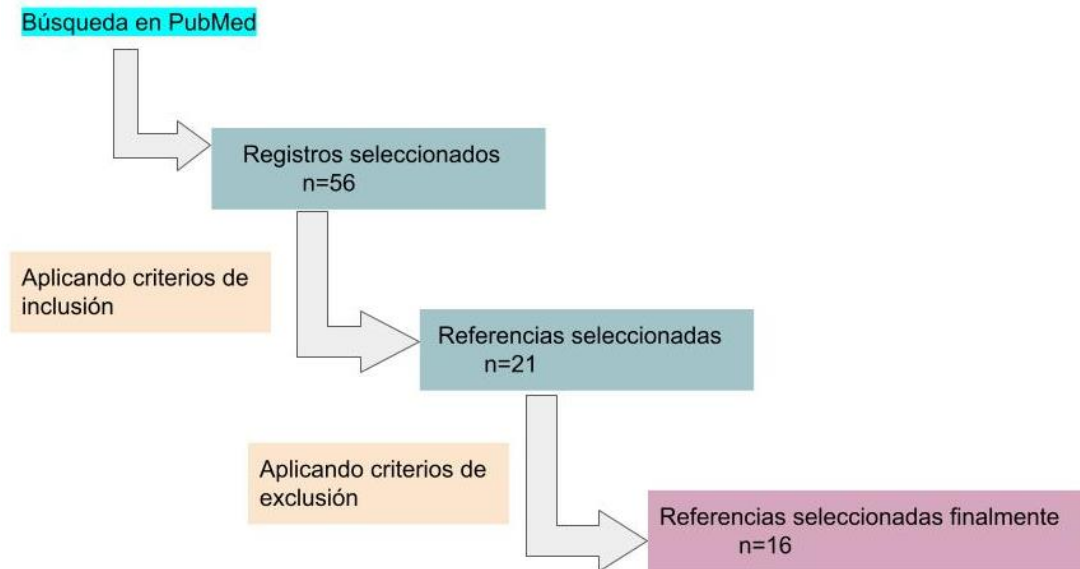 Búsqueda en PubMed
Registros seleccionados
n=56
Aplicando criterios de
inclusión
Referencias seleccionadas
n=21
Aplicando criterios de
exclusión
Referencias seleccionadas finalmente
n=16